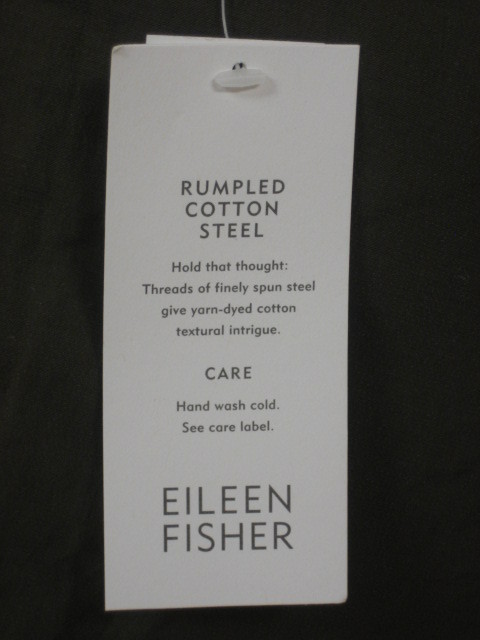 RUMPLED
COTTON
STEEL
Hold that thought:
Threads of finely spun steel
give yarn-dyed cotton
textural intrigue.
CARE
Hand wash cold.
See care label.
EILEEN
FISHER